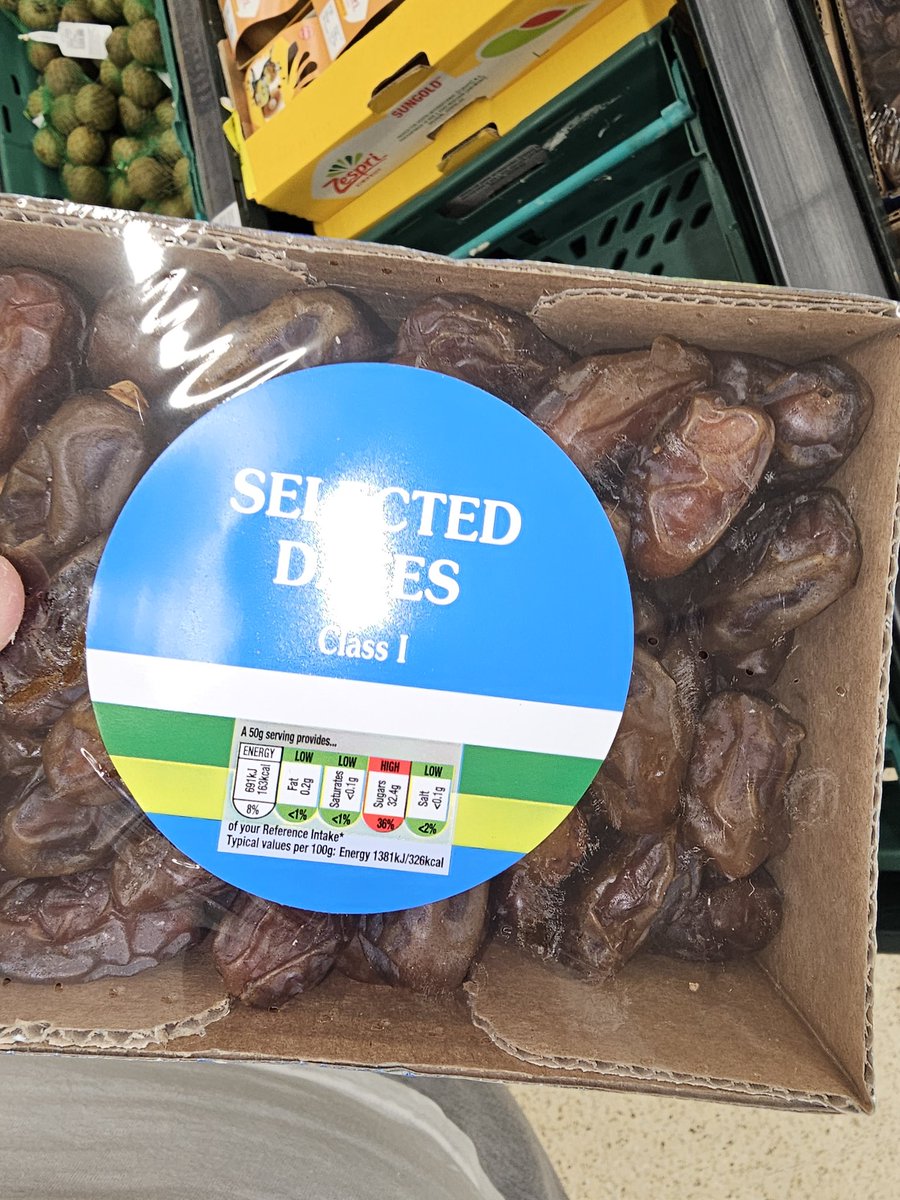 SUNGOLD™
Zespri
SELECTED
DATES
Class I
A 50g serving provides...
ENERGY
691kJ
163kcal
8%
LOW
Fat
0.2g
<1%
LOW
Saturates
<0.1g
<1%
HIGH
Sugars
32.4g
36%
LOW
Salt
<0.1g
<2%
of your Reference Intake*
Typical values per 100g: Energy 1381kJ/326kcal